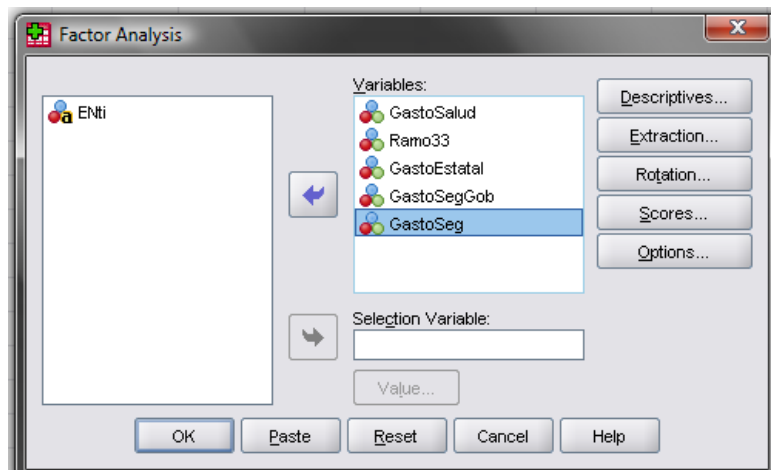 Factor Analysis
ENti
Variables:
GastoSalud
Ramo33
GastoEstatal
GastoSegGob
GastoSeg
Descriptives...
Extraction...
Rotation...
Scores...
Options...
Selection Variable:
Value...
OK
Paste
Reset
Cancel
Help